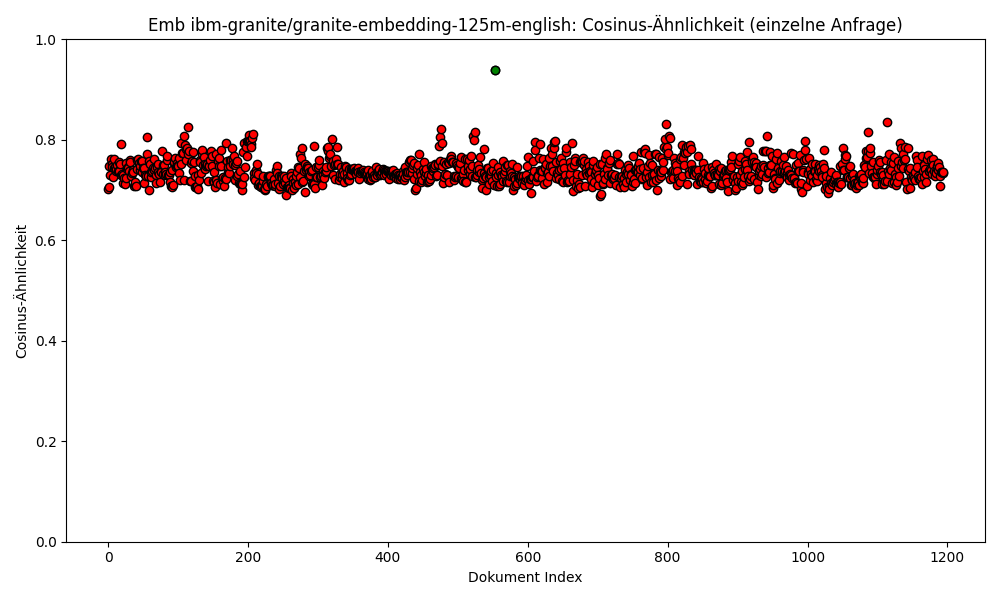 Emb ibm-granite/granite-embedding-125m-english: Cosinus-Ähnlichkeit (einzelne Anfrage)
Cosinus-Ähnlichkeit
1.0
0.8
0.6
0.4
0.2
0.0
0 200 400 600 800 1000 1200
Dokument Index